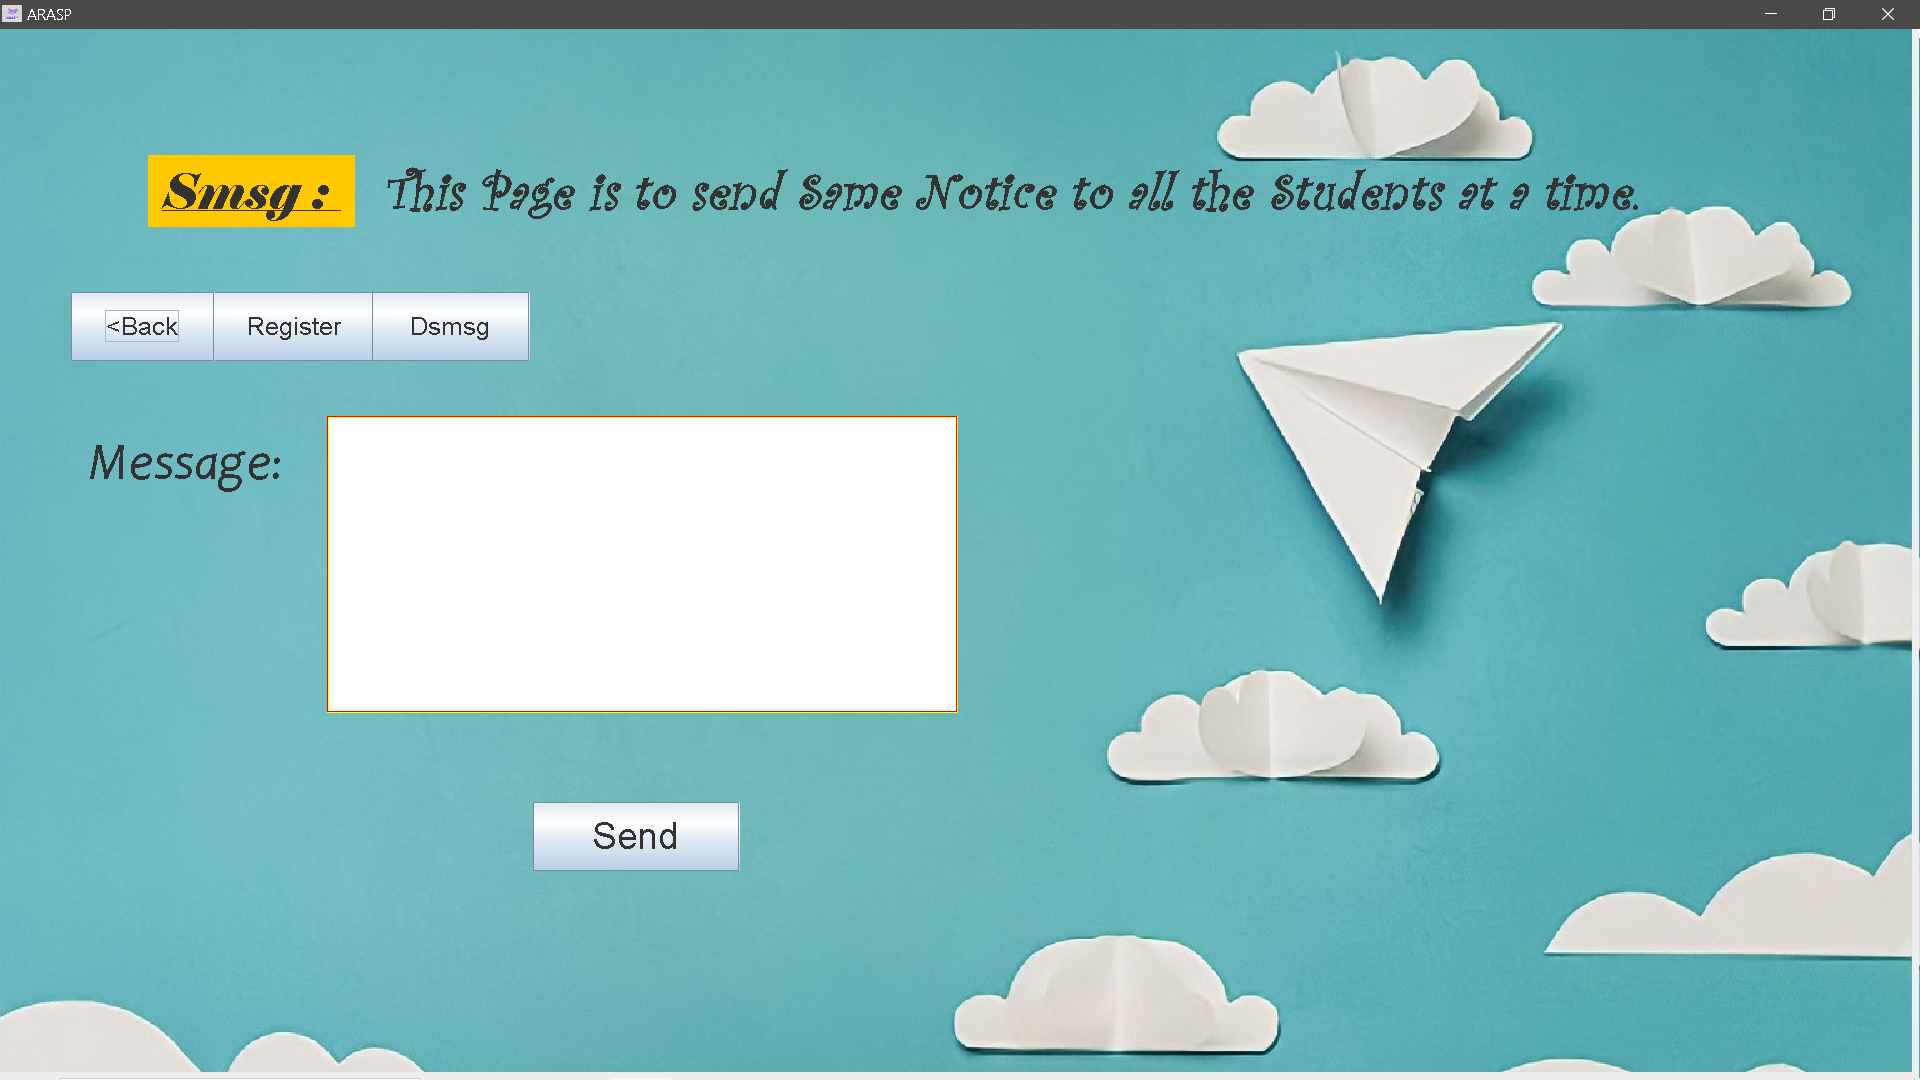 ARASP
Smsg : This Page is to send Same Notice to all the Students at a time.
<Back Register Dsmsg
Message:
Send